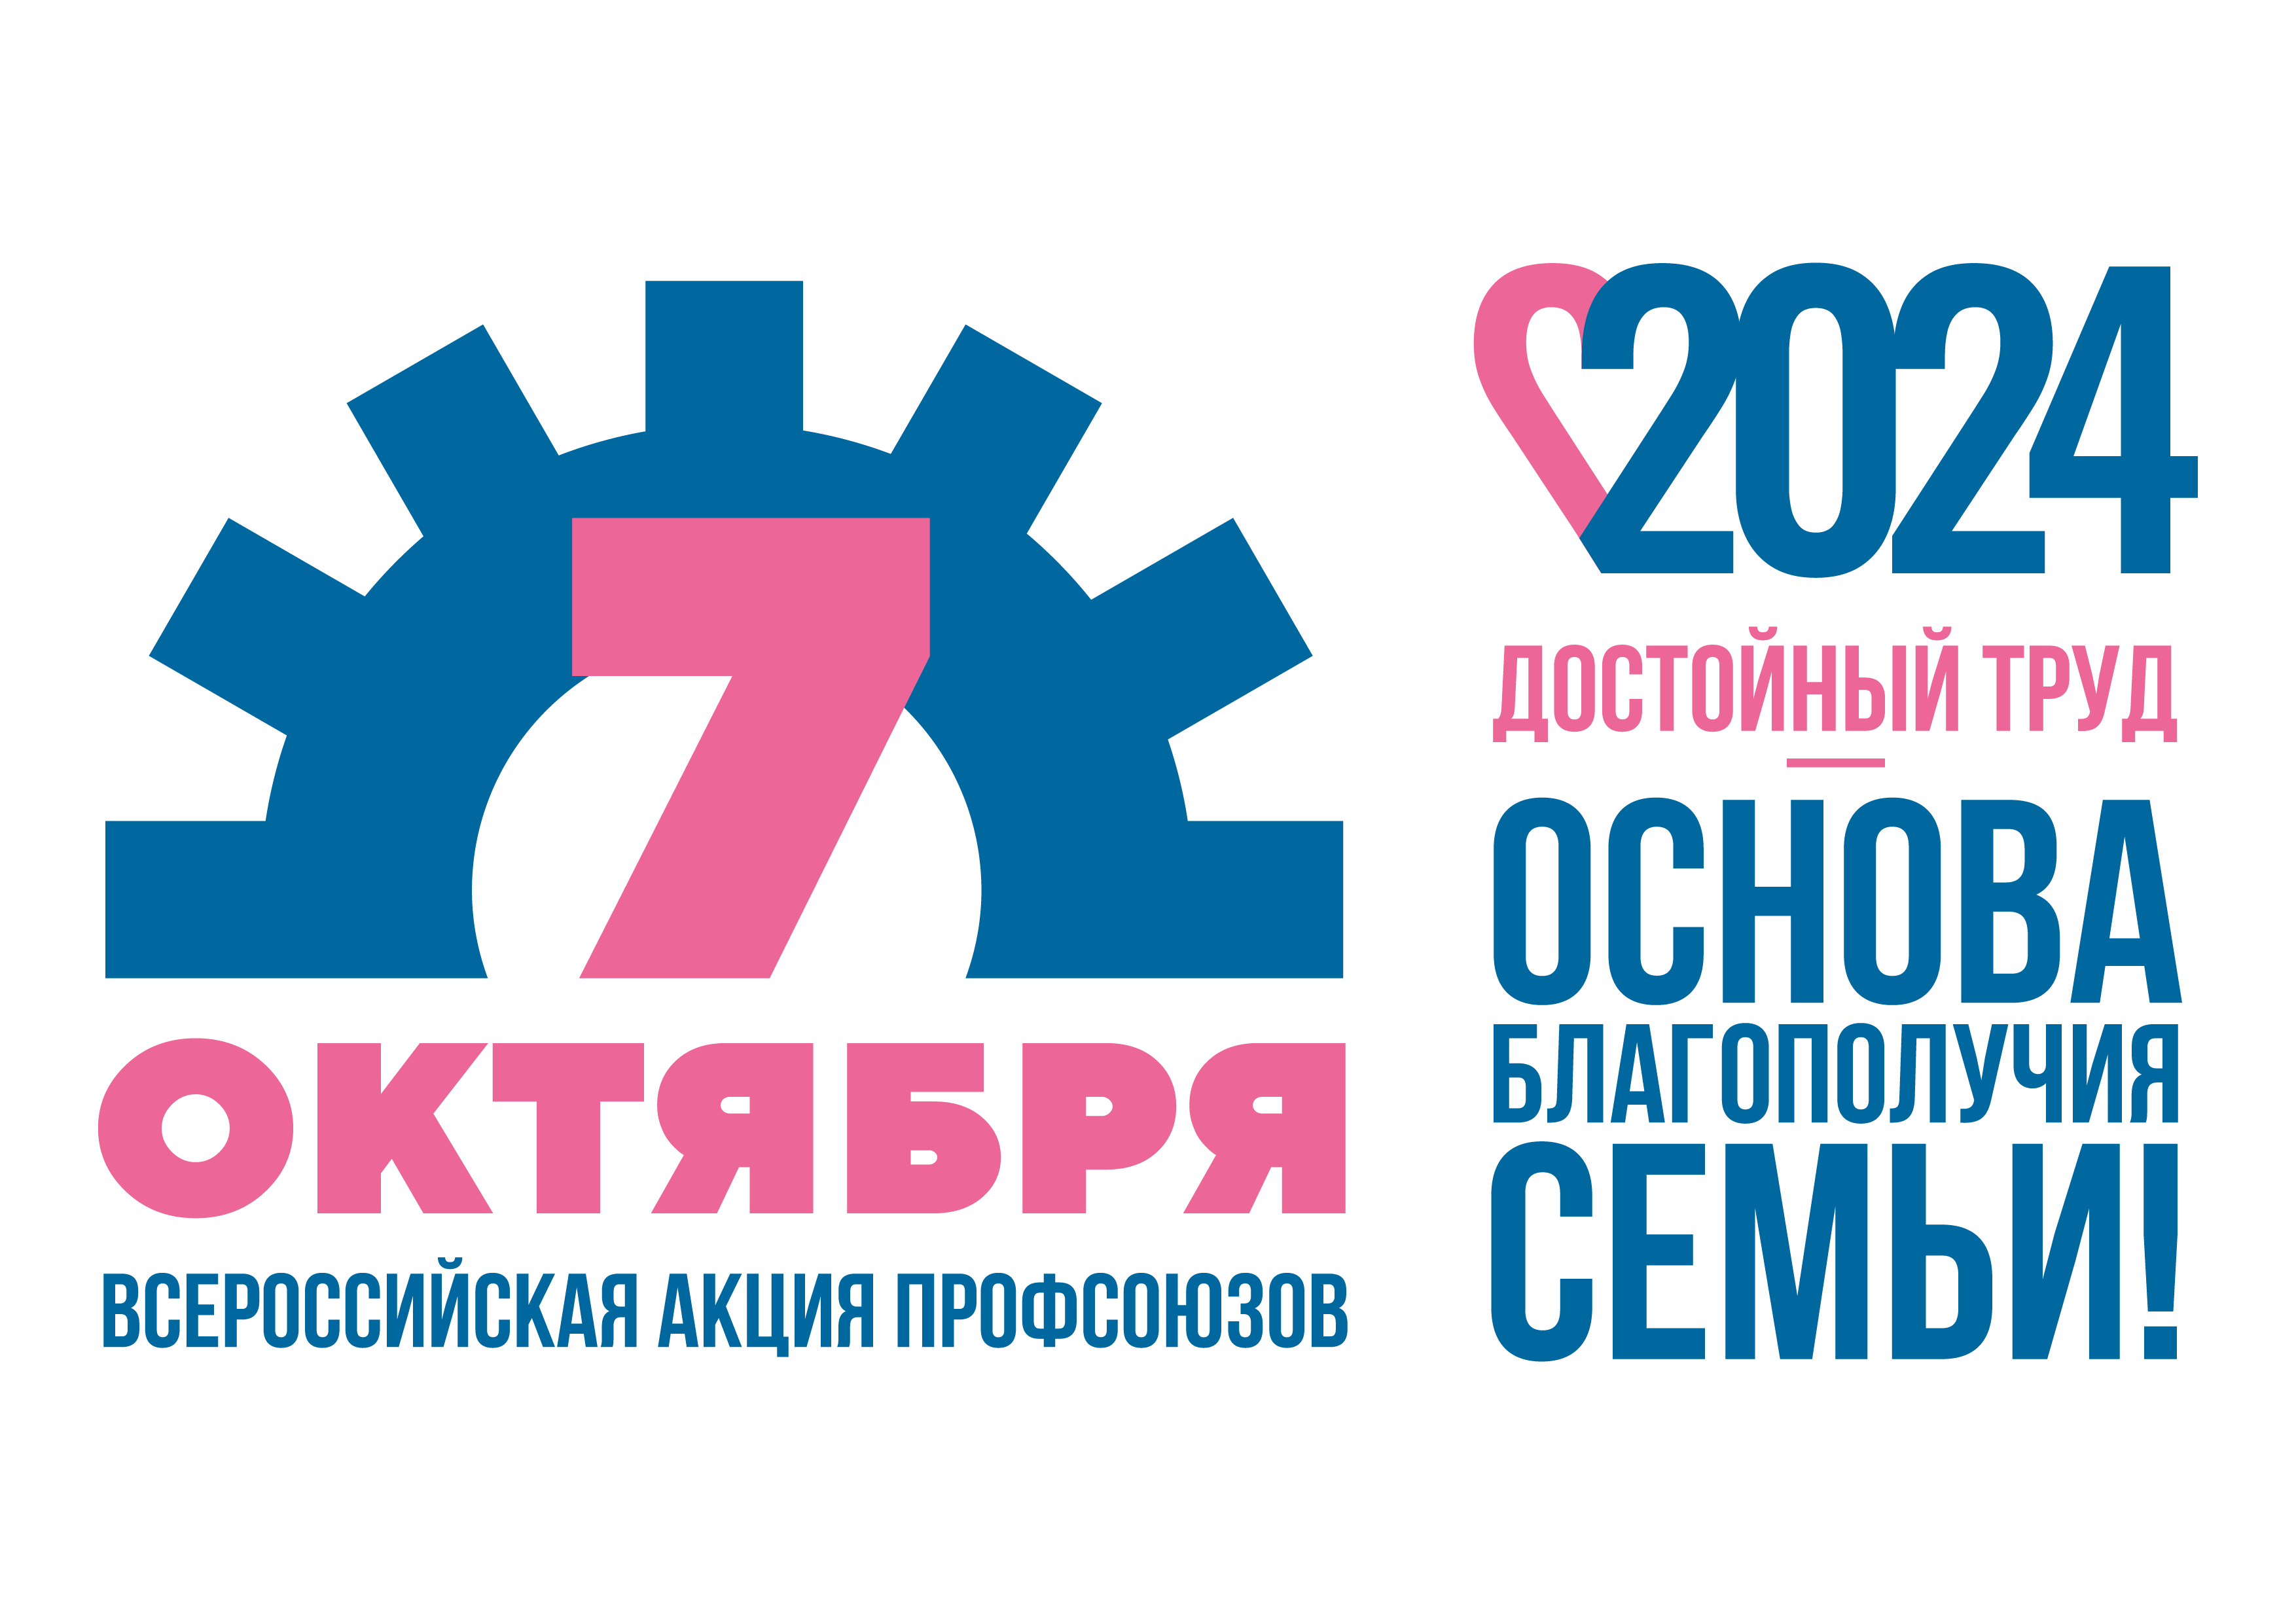 7
ОКТЯБРЯ
ВСЕРОССИЙСКАЯ АКЦИЯ ПРОФСОЮЗОВ
2024
ДОСТОЙНЫЙ ТРУД
—
ОСНОВА
БЛАГОПОЛУЧИЯ
СЕМЬИ!